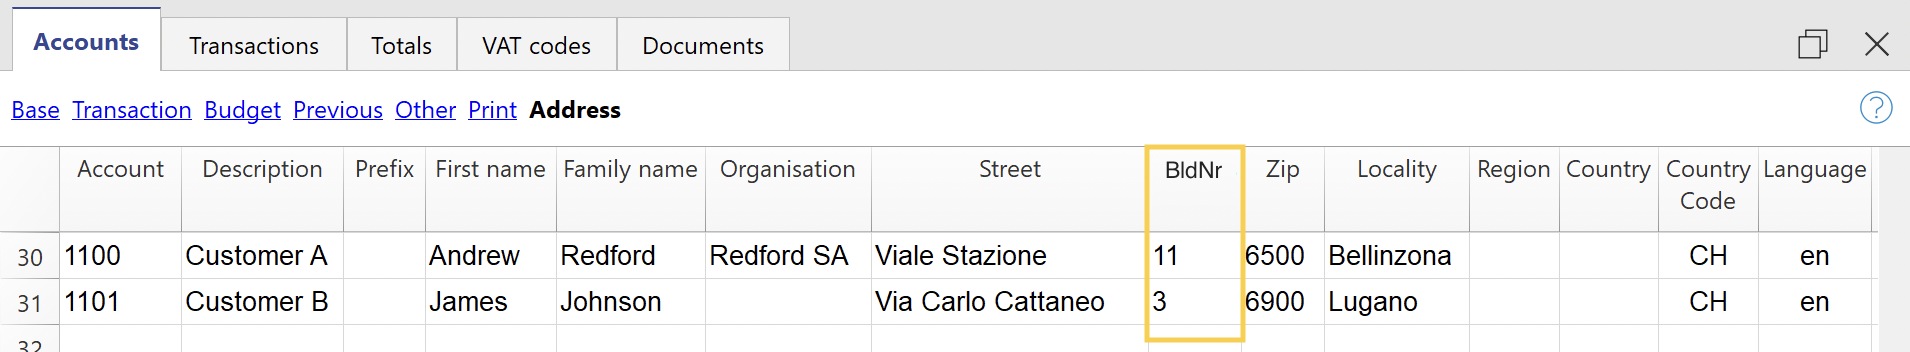 Accounts Transactions Totals VAT codes Documents
Base Transaction Budget Previous Other Print Address ?
Account Description Prefix First name Family name Organisation Street BldNr Zip Locality Region Country Country Code Language
30 1100 Customer A Andrew Redford Redford SA Viale Stazione 11 6500 Bellinzona CH en
31 1101 Customer B James Johnson Via Carlo Cattaneo 3 6900 Lugano CH en
32